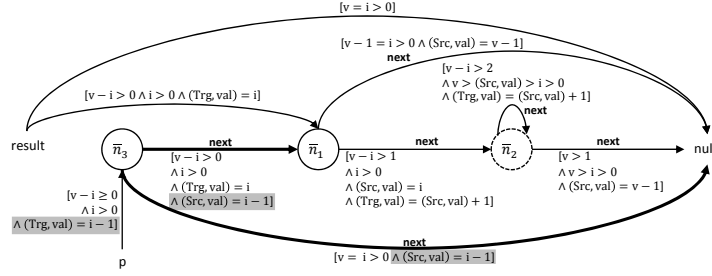 [v = i > 0]
[v − 1 = i > 0 ∧ (Src, val) = v − 1]
next
[v − i > 2
∧ v > (Src, val) > i > 0
∧ (Trg, val) = (Src, val) + 1]
[v − i > 0 ∧ i > 0 ∧ (Trg, val) = i]
next
result
n̅₃
next
n̅₁
next
n̅₂
next
nul
[v − i > 0
∧ i > 0
∧ (Trg, val) = i
∧ (Src, val) = i − 1]
[v − i > 1
∧ i > 0
∧ (Src, val) = i
∧ (Trg, val) = (Src, val) + 1]
[v > 1
∧ v > i > 0
∧ (Src, val) = v − 1]
[v − i ≥ 0
∧ i > 0
∧ (Trg, val) = i − 1]
next
[v = i > 0 ∧ (Src, val) = i − 1]
p